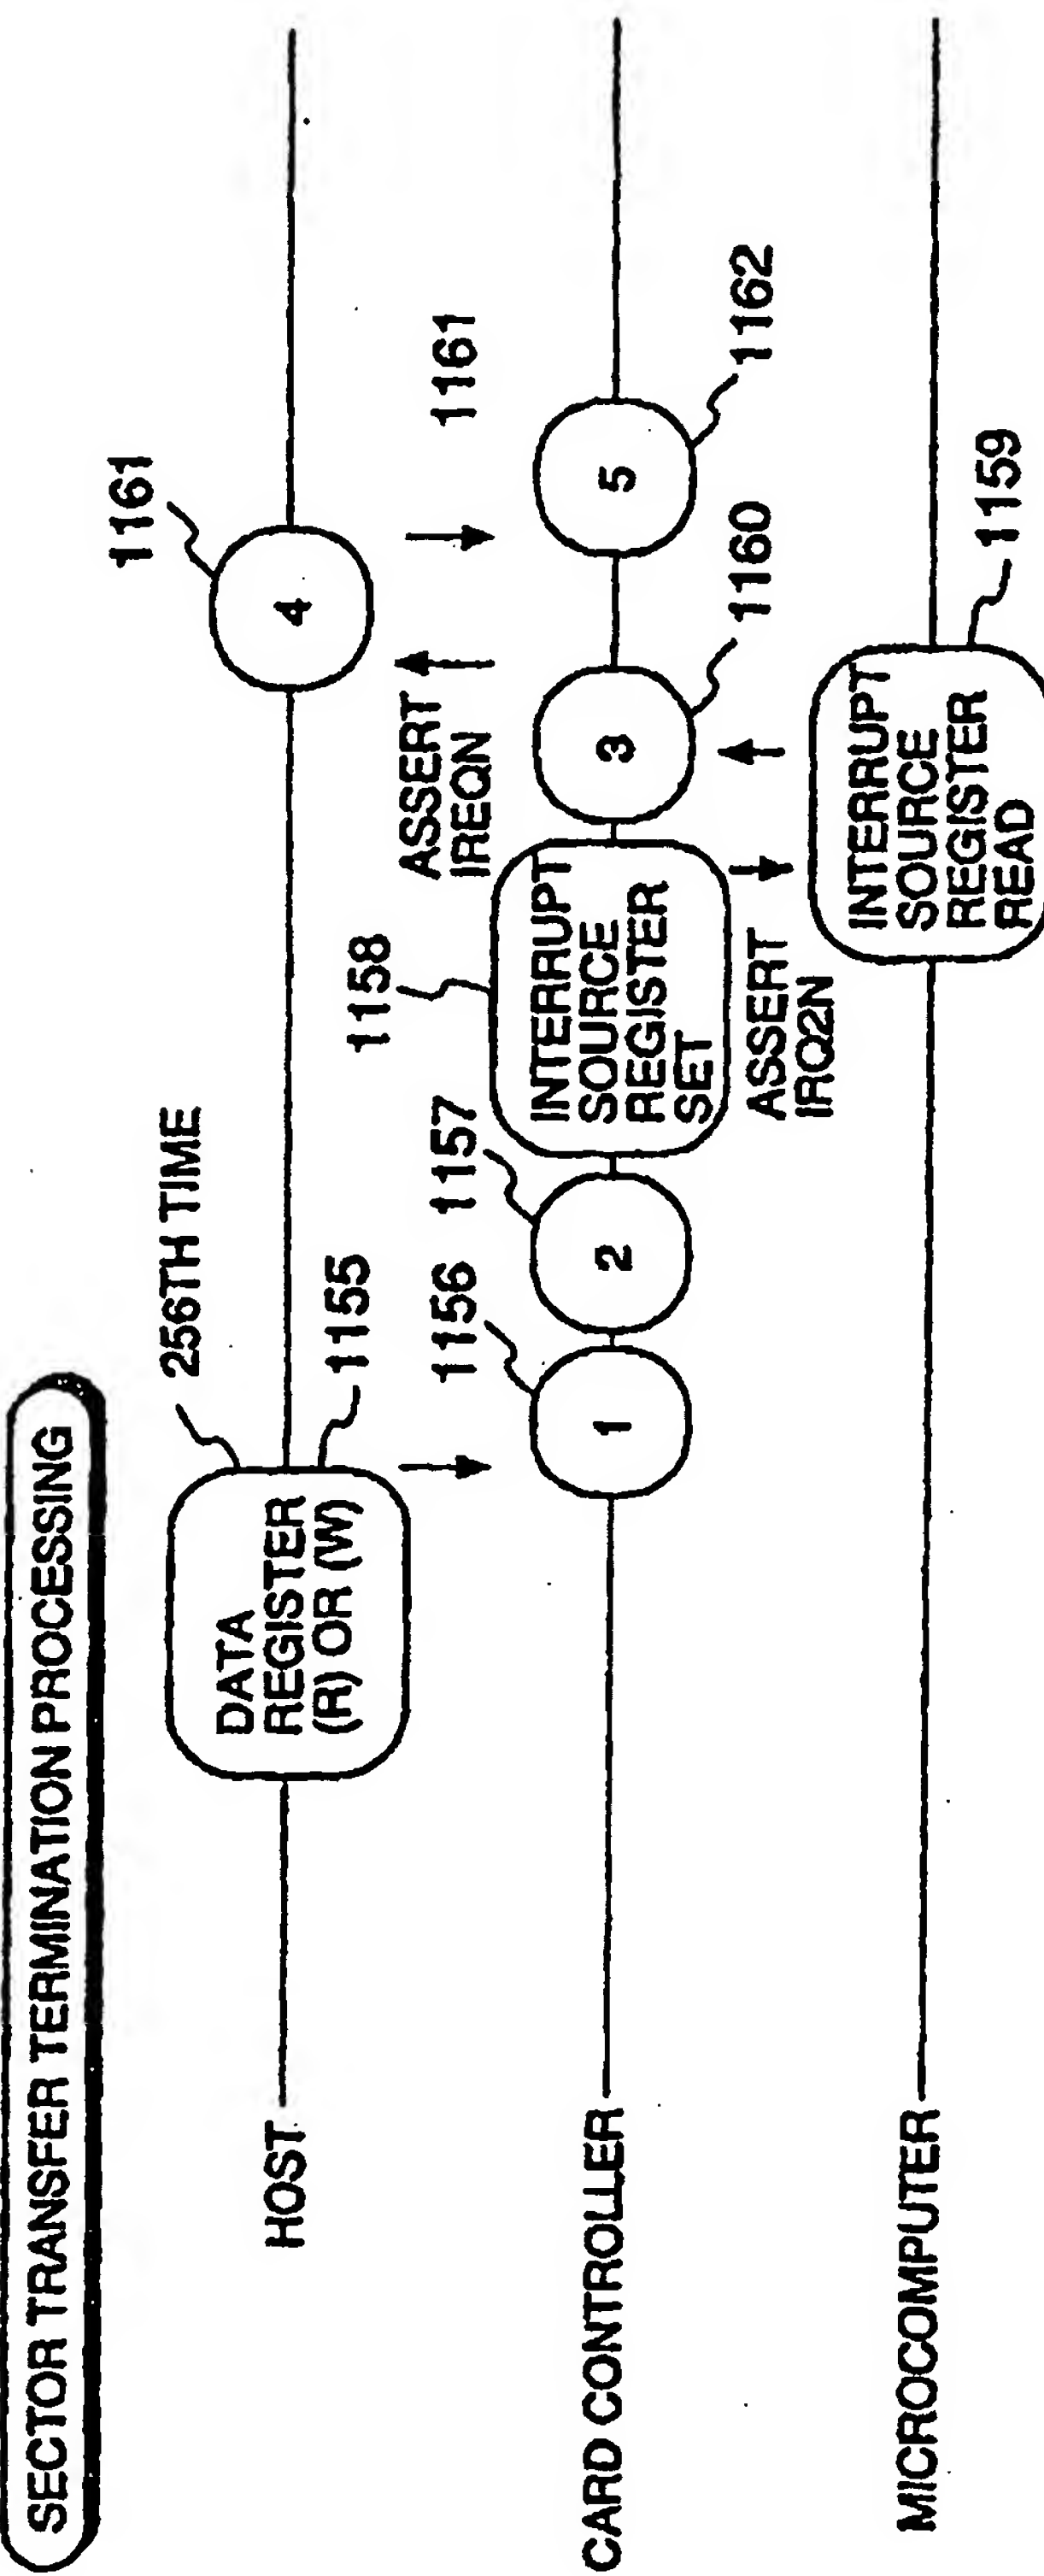 SECTOR TRANSFER TERMINATION PROCESSING
256TH TIME
1161
HOST
DATA
REGISTER
(R) OR (W)
1155
4
ASSERT
IREQN
1161
1156
1157
1158
CARD CONTROLLER
1
2
INTERRUPT
SOURCE
REGISTER
SET
3
5
1160
1162
ASSERT
IRQ2N
MICROCOMPUTER
INTERRUPT
SOURCE
REGISTER
READ
1159